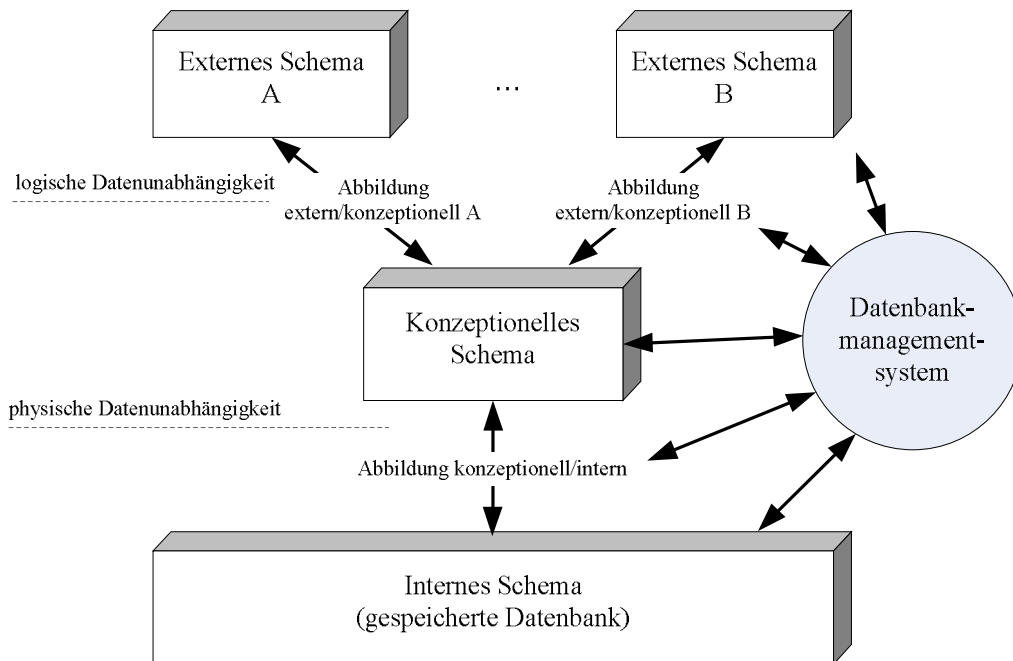 Externes Schema
A
...
Externes Schema
B
logische Datenunabhängigkeit
Abbildung
extern/konzeptionell A
Abbildung
extern/konzeptionell B
Konzeptionelles
Schema
Datenbank-
management-
system
physische Datenunabhängigkeit
Abbildung konzeptionell/intern
Internes Schema
(gespeicherte Datenbank)